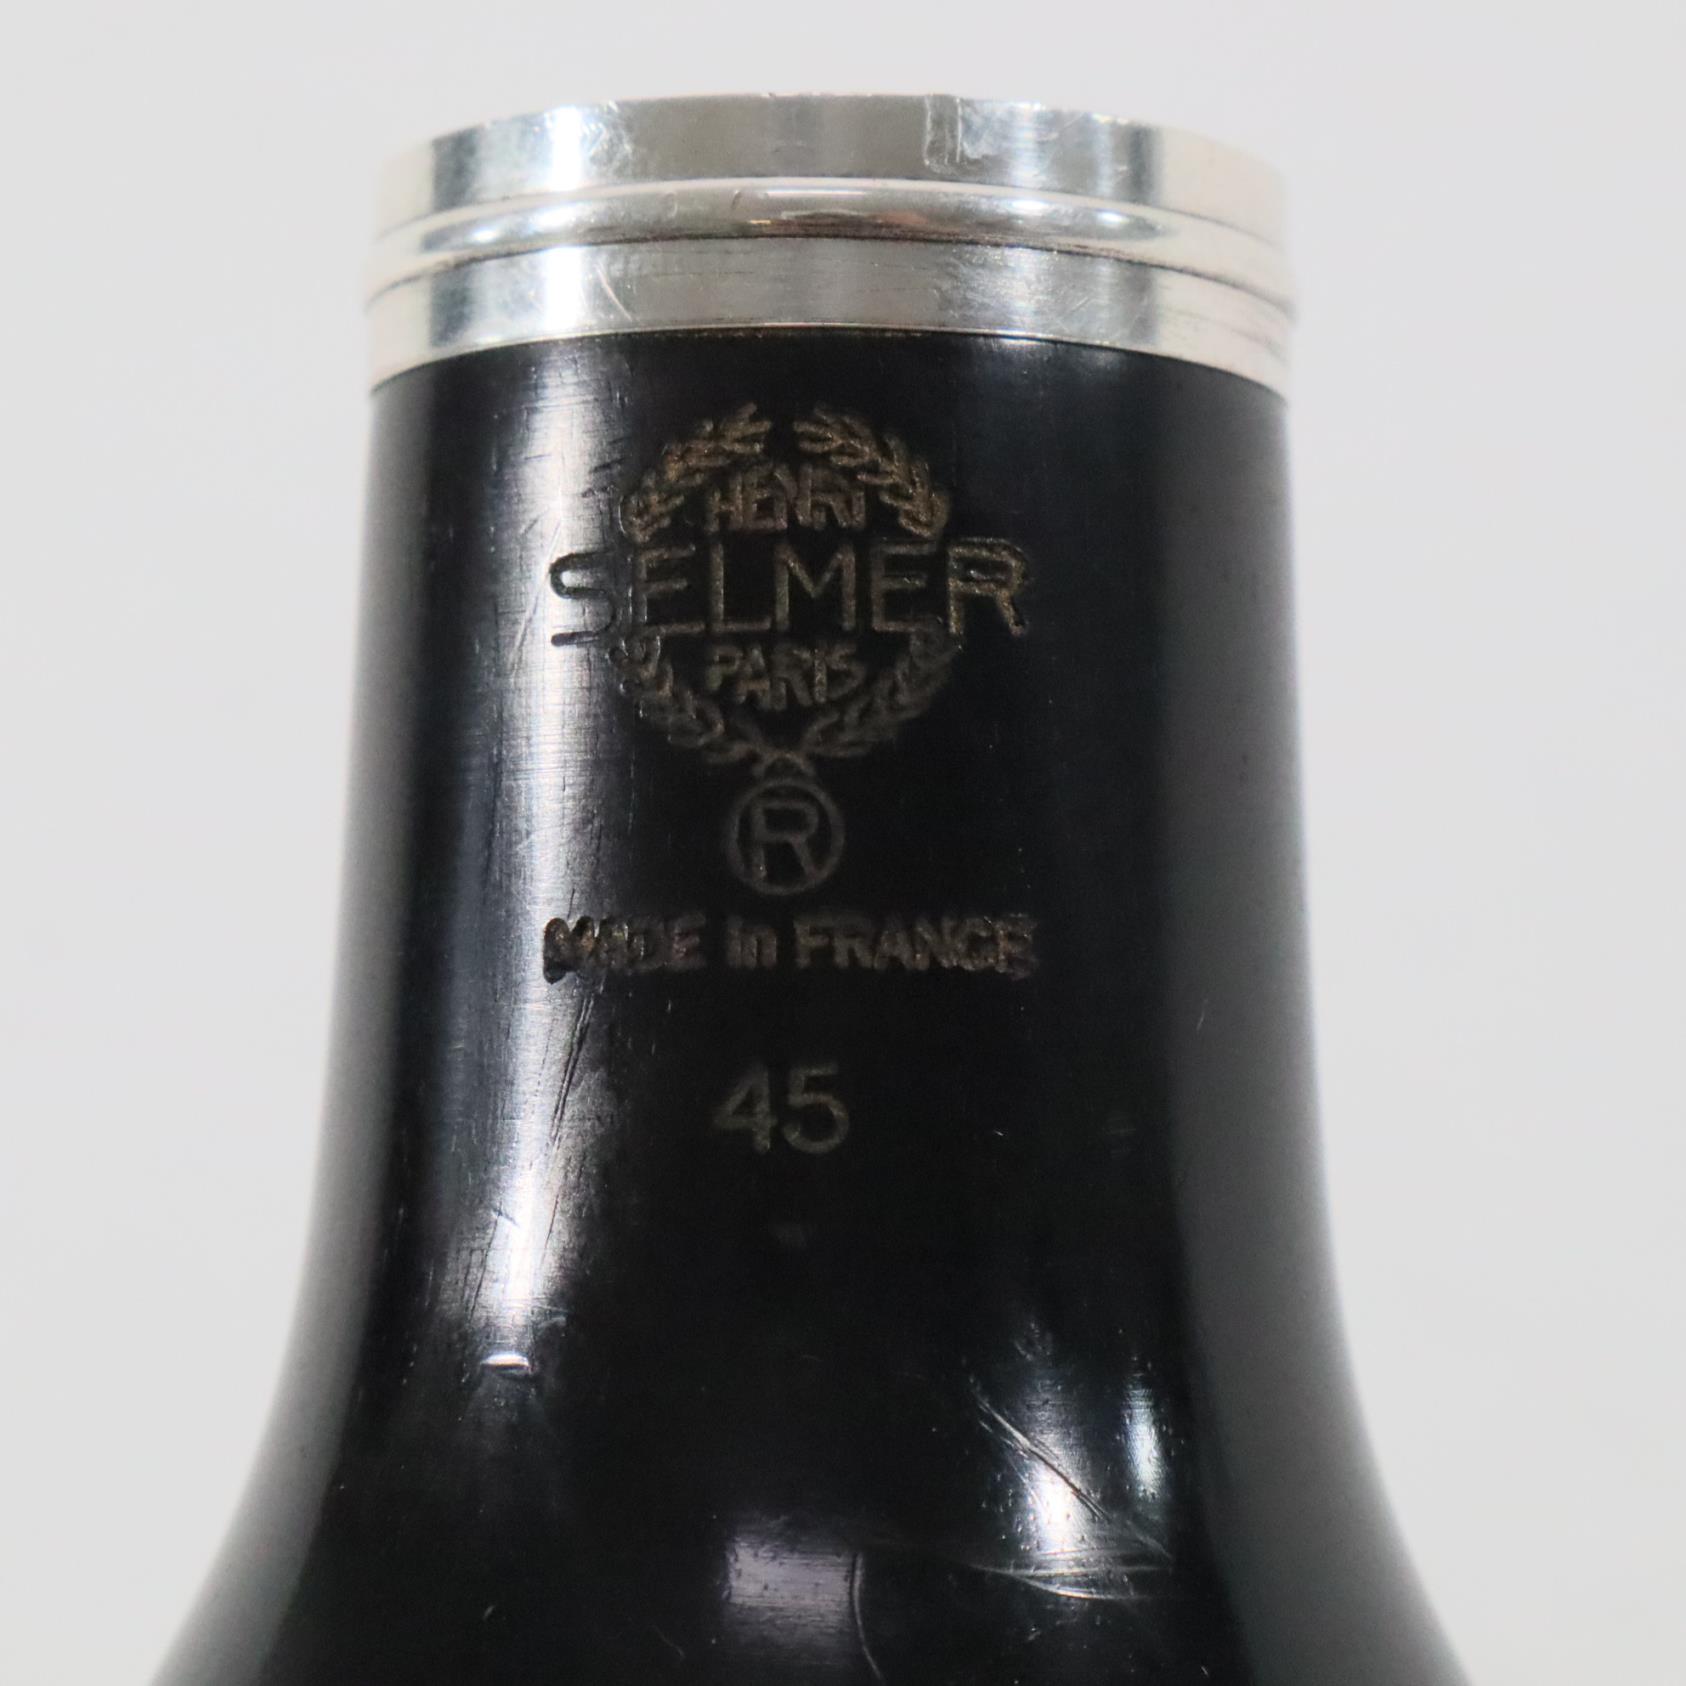 HENRI
SELMER
PARIS
®
MADE in FRANCE
45